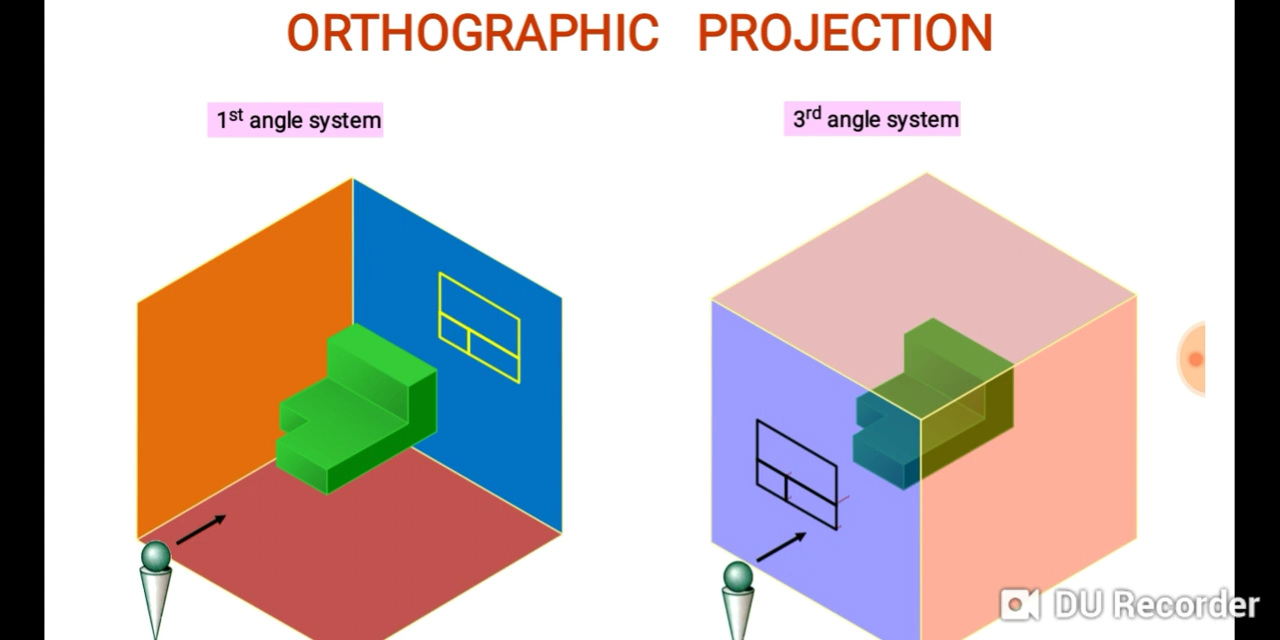 ORTHOGRAPHIC PROJECTION
1st angle system
3rd angle system
DU Recorder